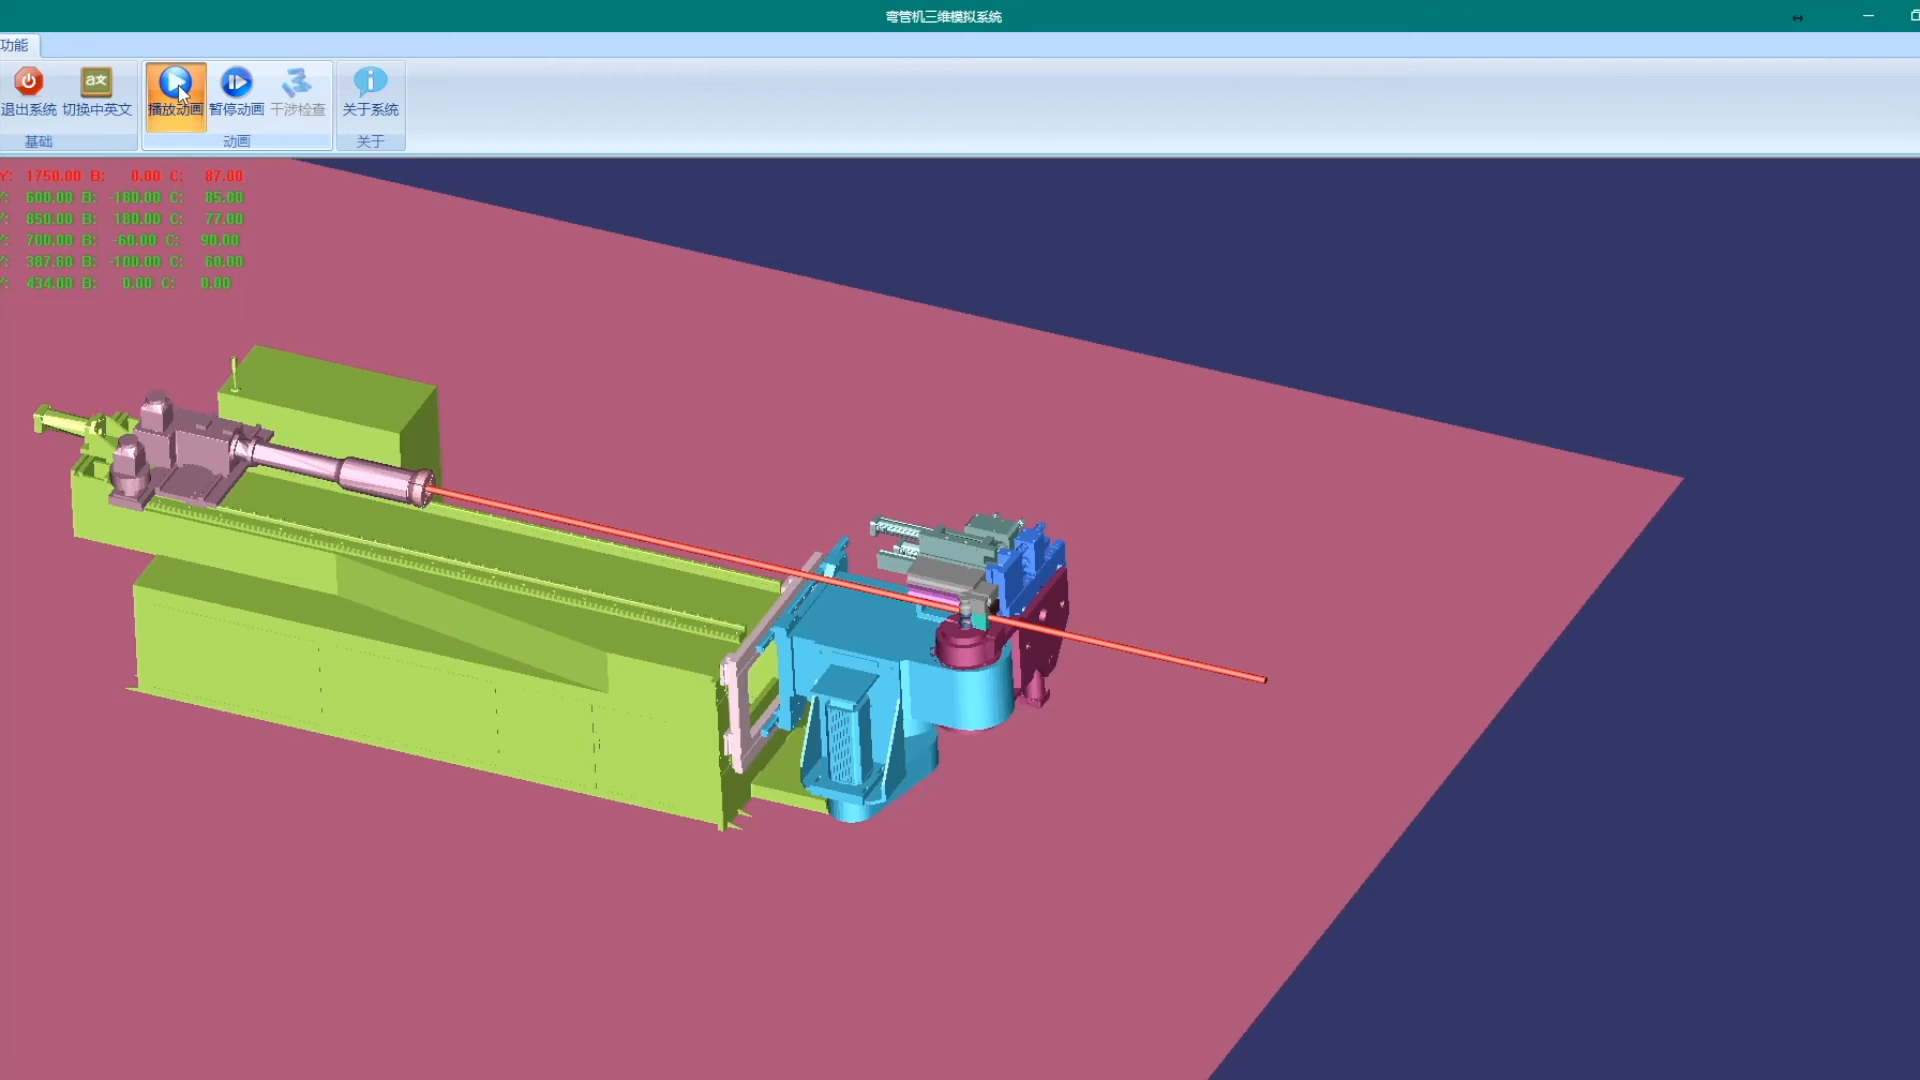 弯管机三维模拟系统
功能
退出系统 切换中英文 播放动画 暂停动画 干涉检查 关于系统
基础 动画 关于
Y: 1750.00 B: 0.00 C: 87.00
Y: 600.00 B: -180.00 C: 85.00
Y: 850.00 B: 180.00 C: 77.00
Y: 700.00 B: -60.00 C: 90.00
Y: 387.60 B: -100.00 C: 60.00
Y: 434.00 B: 0.00 C: 0.00